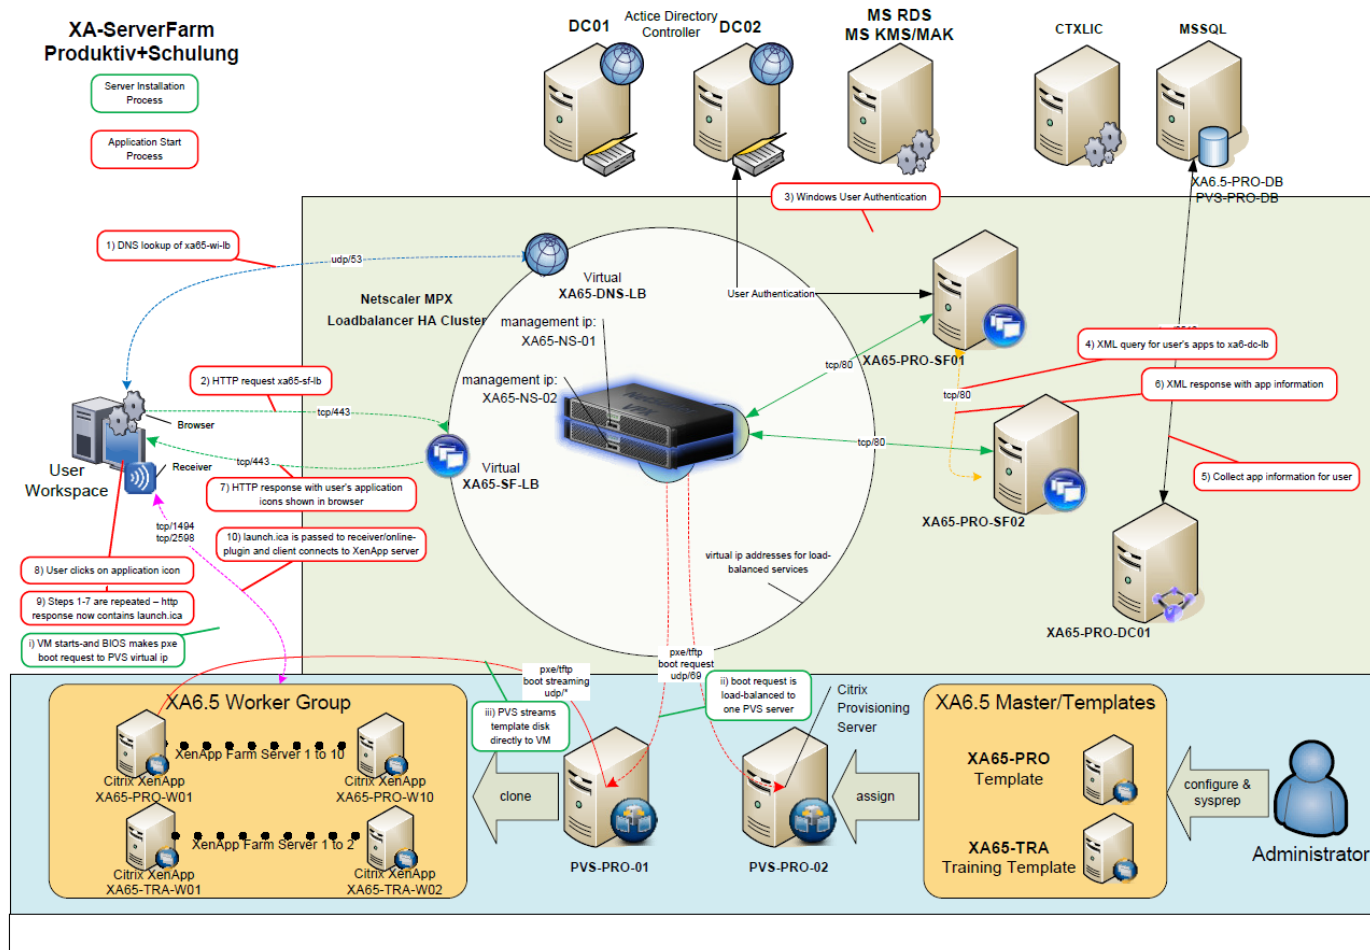 XA-ServerFarm
Produktiv+Schulung
Server Installation
Process
Application Start
Process
DC01
Actice Directory
Controller
DC02
MS RDS
MS KMS/MAK
CTXLIC
MSSQL
XA6.5-PRO-DB
PVS-PRO-DB
3) Windows User Authentication
1) DNS lookup of xa65-wi-lb
udp/53
Virtual
XA65-DNS-LB
Netscaler MPX
Loadbalancer HA Cluster
management ip:
XA65-NS-01
management ip:
XA65-NS-02
Netscaler
VPX
User Authentication
tcp/80
XA65-PRO-SF01
4) XML query for user's apps to xa6-dc-lb
6) XML response with app information
tcp/80
2) HTTP request xa65-sf-lb
tcp/443
Browser
Receiver
User
Workspace
tcp/443
Virtual
XA65-SF-LB
7) HTTP response with user's application
icons shown in browser
tcp/80
XA65-PRO-SF02
5) Collect app information for user
tcp/1494
tcp/2598
10) launch.ica is passed to receiver/online-
plugin and client connects to XenApp server
virtual ip addresses for load-
balanced services
8) User clicks on application icon
9) Steps 1-7 are repeated – http
response now contains launch.ica
i) VM starts-and BIOS makes pxe
boot request to PVS virtual ip
XA65-PRO-DC01
pxe/tftp
boot request
udp/69
pxe/tftp
boot streaming
udp/*
ii) boot request is
load-balanced to
one PVS server
iii) PVS streams
template disk
directly to VM
Citrix
Provisioning
Server
XA6.5 Worker Group
XenApp Farm Server 1 to 10
Citrix XenApp
XA65-PRO-W01
Citrix XenApp
XA65-PRO-W10
XenApp Farm Server 1 to 2
Citrix XenApp
XA65-TRA-W01
Citrix XenApp
XA65-TRA-W02
clone
PVS-PRO-01
PVS-PRO-02
assign
XA6.5 Master/Templates
XA65-PRO
Template
XA65-TRA
Training Template
configure &
sysprep
Administrator